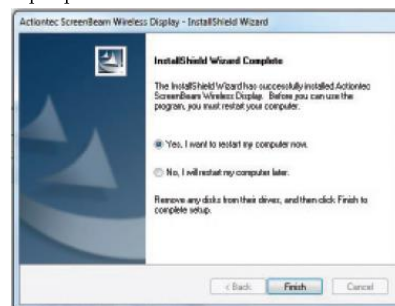 Actiontec ScreenBeam Wireless Display - InstallShield Wizard
InstallShield Wizard Complete
The InstallShield Wizard has successfully installed Actiontec
ScreenBeam Wireless Display. Before you can use the
program, you must restart your computer.
Yes, I want to restart my computer now.
No, I will restart my computer later.
Remove any disks from their drives, and then click Finish to
complete setup.
< Back Finish Cancel